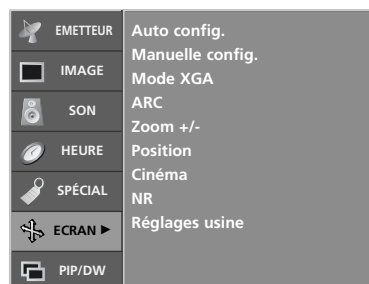 EMETTEUR
IMAGE
SON
HEURE
SPÉCIAL
ECRAN ►
PIP/DW
Auto config.
Manuelle config.
Mode XGA
ARC
Zoom +/-
Position
Cinéma
NR
Réglages usine